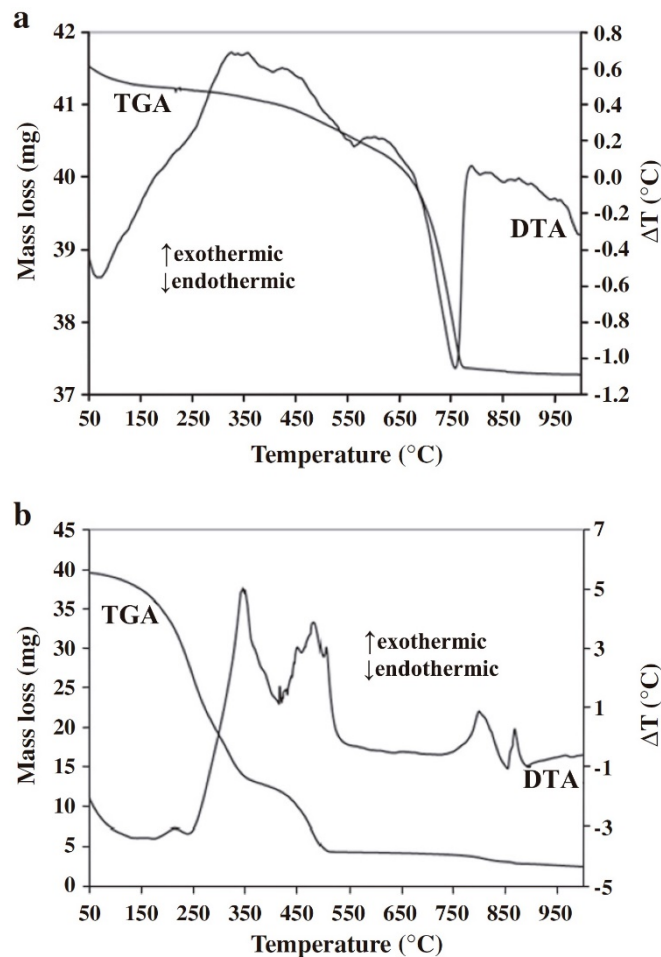 a
42
41
40
39
38
37
Mass loss (mg)
0.8
0.6
0.4
0.2
0.0
-0.2
-0.4
-0.6
-0.8
-1.0
-1.2
ΔT (°C)
TGA
DTA
↑exothermic
↓endothermic
50 150 250 350 450 550 650 750 850 950
Temperature (°C)
b
45
40
35
30
25
20
15
10
5
0
Mass loss (mg)
7
5
3
1
-1
-3
-5
ΔT (°C)
TGA
↑exothermic
↓endothermic
DTA
50 150 250 350 450 550 650 750 850 950
Temperature (°C)